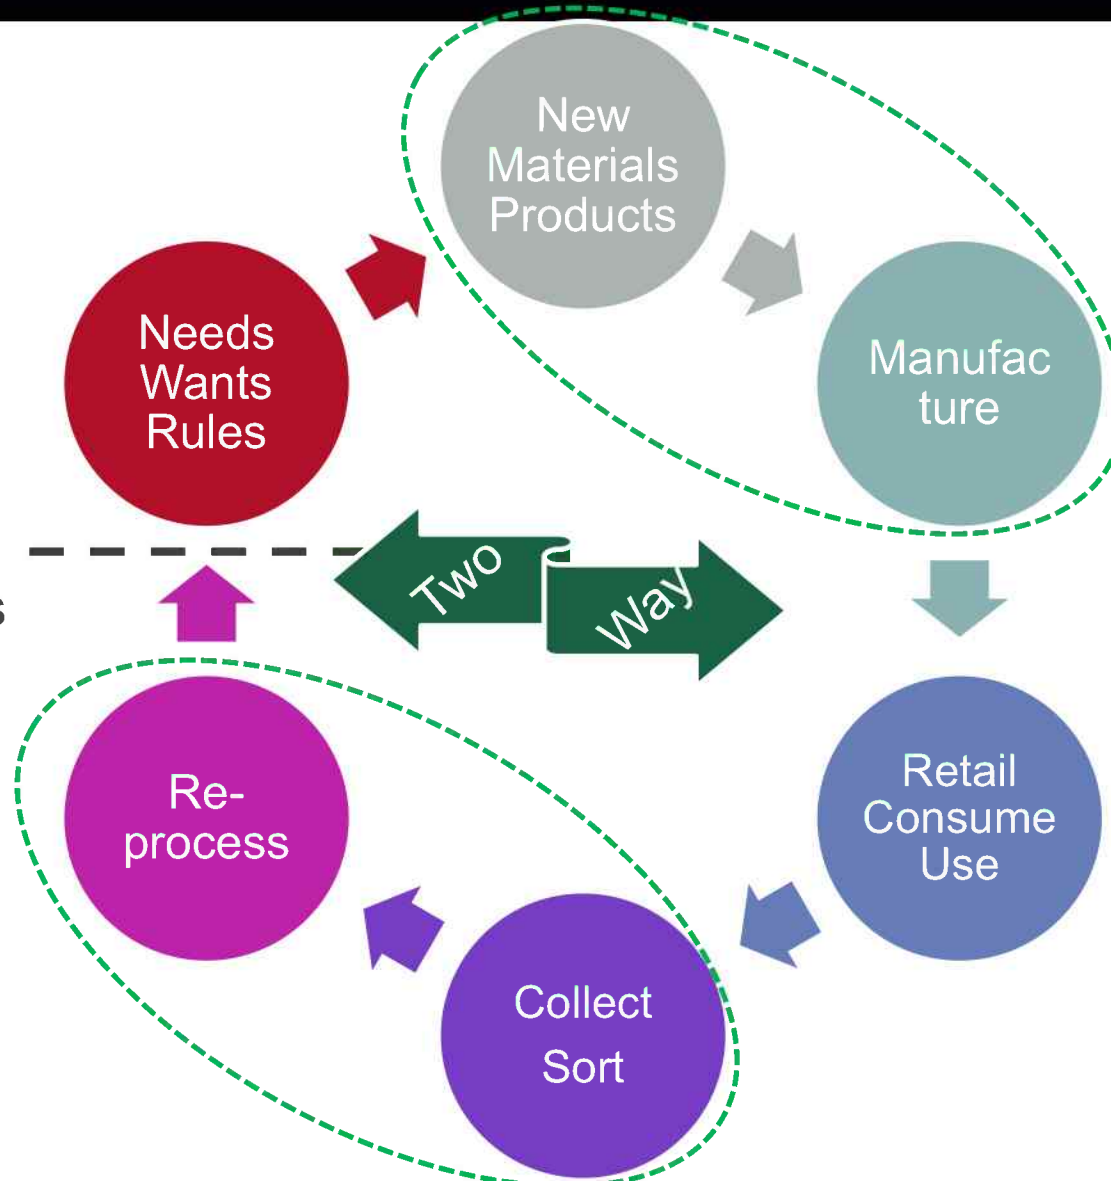 New
Materials
Products
Needs
Wants
Rules
Manufac
ture
Two
Way
s
Re-
process
Retail
Consume
Use
Collect
Sort